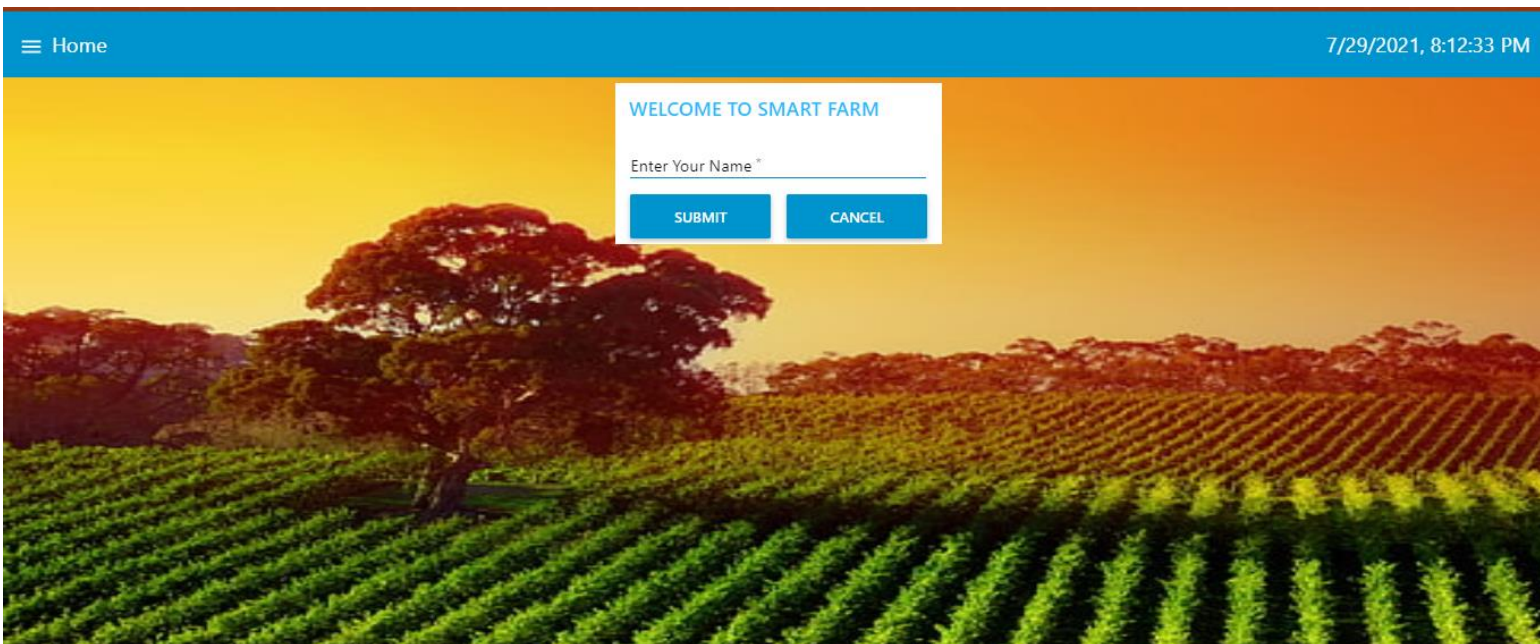 Home
7/29/2021, 8:12:33 PM
WELCOME TO SMART FARM
Enter Your Name *
SUBMIT
CANCEL